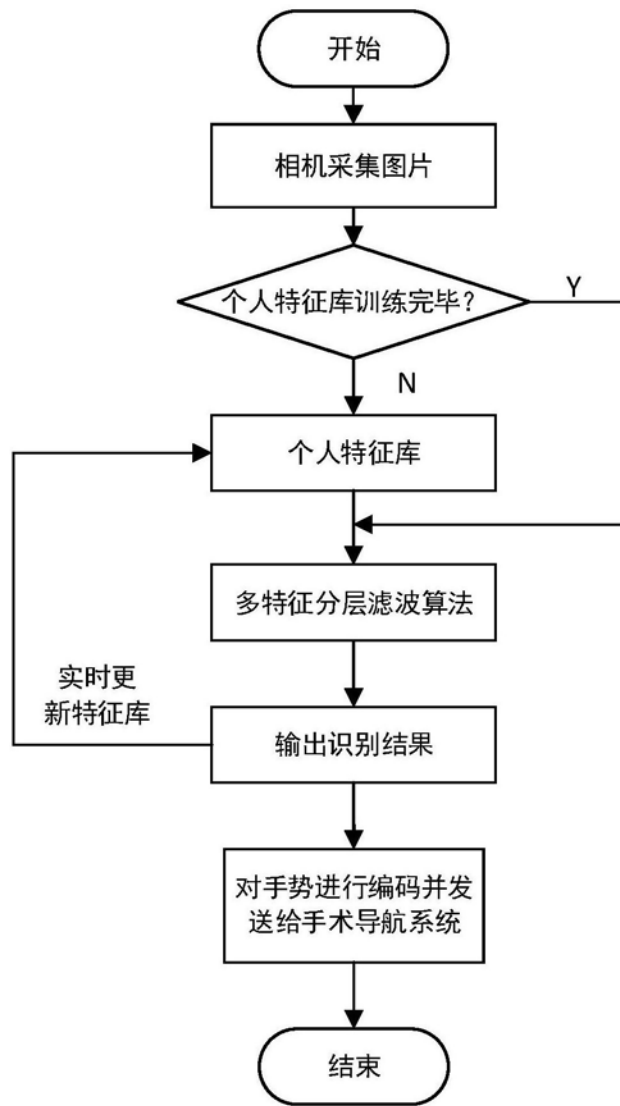 开始
相机采集图片
个人特征库训练完毕？
Y
N
个人特征库
多特征分层滤波算法
实时更
新特征库
输出识别结果
对手势进行编码并发
送给手术导航系统
结束